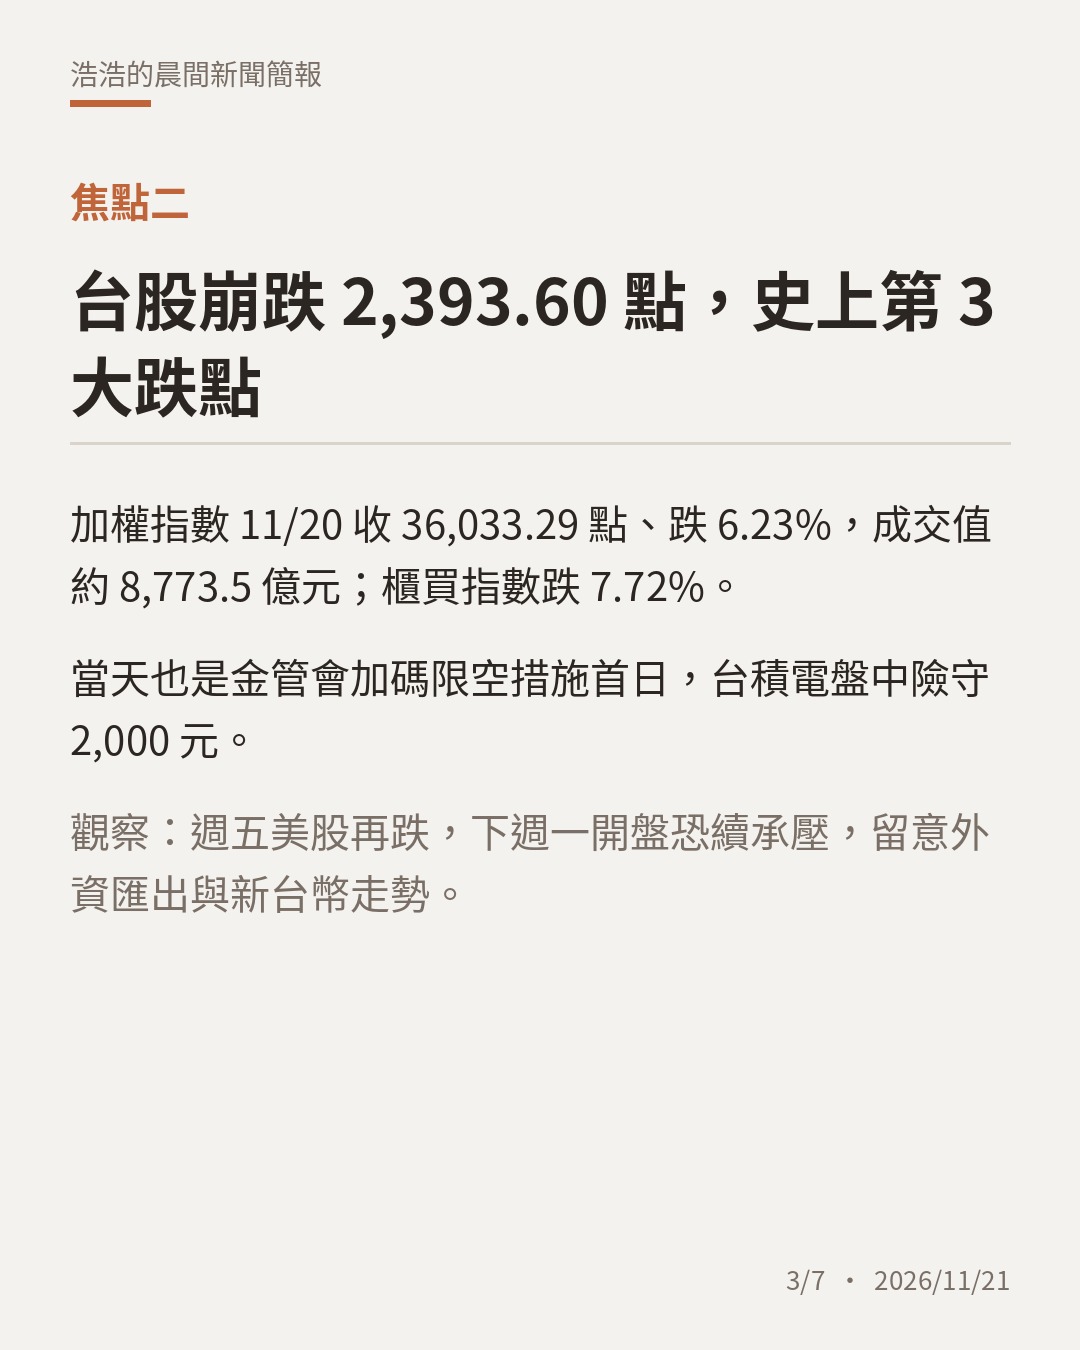 浩浩的晨間新聞簡報
焦點二
台股崩跌 2,393.60 點，史上第 3
大跌點
加權指數 11/20 收 36,033.29 點、跌 6.23%，成交值
約 8,773.5 億元；櫃買指數跌 7.72%。
當天也是金管會加碼限空措施首日，台積電盤中險守
2,000 元。
觀察：週五美股再跌，下週一開盤恐續承壓，留意外
資匯出與新台幣走勢。
3/7 ・ 2026/11/21